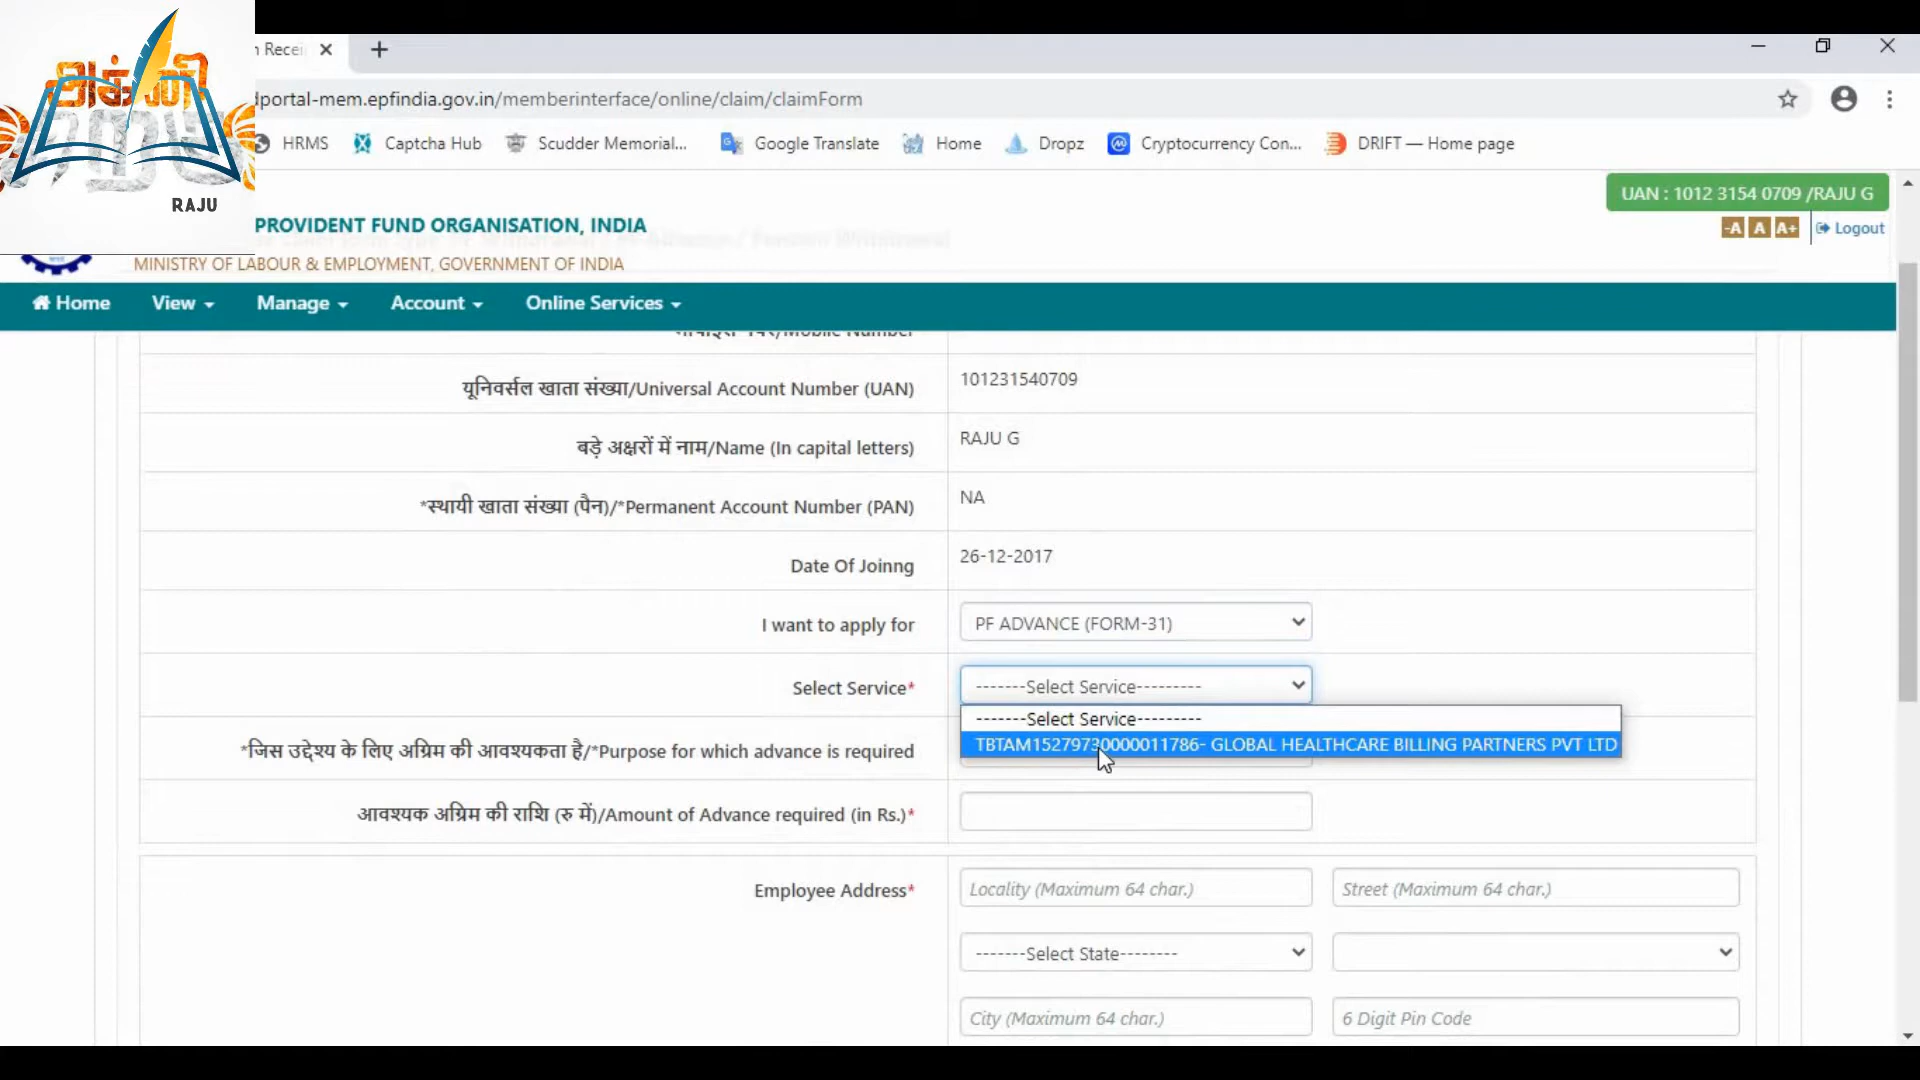 அக்னி
RAJU
n Recei
dportal-mem.epfindia.gov.in/memberinterface/online/claim/claimForm
HRMS Captcha Hub Scudder Memorial... Google Translate Home Dropz Cryptocurrency Con... DRIFT — Home page
UAN : 1012 3154 0709 /RAJU G
PROVIDENT FUND ORGANISATION, INDIA
-A A A+ Logout
MINISTRY OF LABOUR & EMPLOYMENT, GOVERNMENT OF INDIA
Home View Manage Account Online Services
यूनिवर्सल खाता संख्या/Universal Account Number (UAN) 101231540709
बड़े अक्षरों में नाम/Name (In capital letters) RAJU G
*स्थायी खाता संख्या (पैन)/*Permanent Account Number (PAN) NA
Date Of Joinng 26-12-2017
I want to apply for PF ADVANCE (FORM-31)
Select Service* -------Select Service---------
-------Select Service---------
TBTAM15279730000011786- GLOBAL HEALTHCARE BILLING PARTNERS PVT LTD
*जिस उद्देश्य के लिए अग्रिम की आवश्यकता है/*Purpose for which advance is required
आवश्यक अग्रिम की राशि (रु में)/Amount of Advance required (in Rs.)*
Employee Address* Locality (Maximum 64 char.) Street (Maximum 64 char.)
-------Select State--------
City (Maximum 64 char.) 6 Digit Pin Code